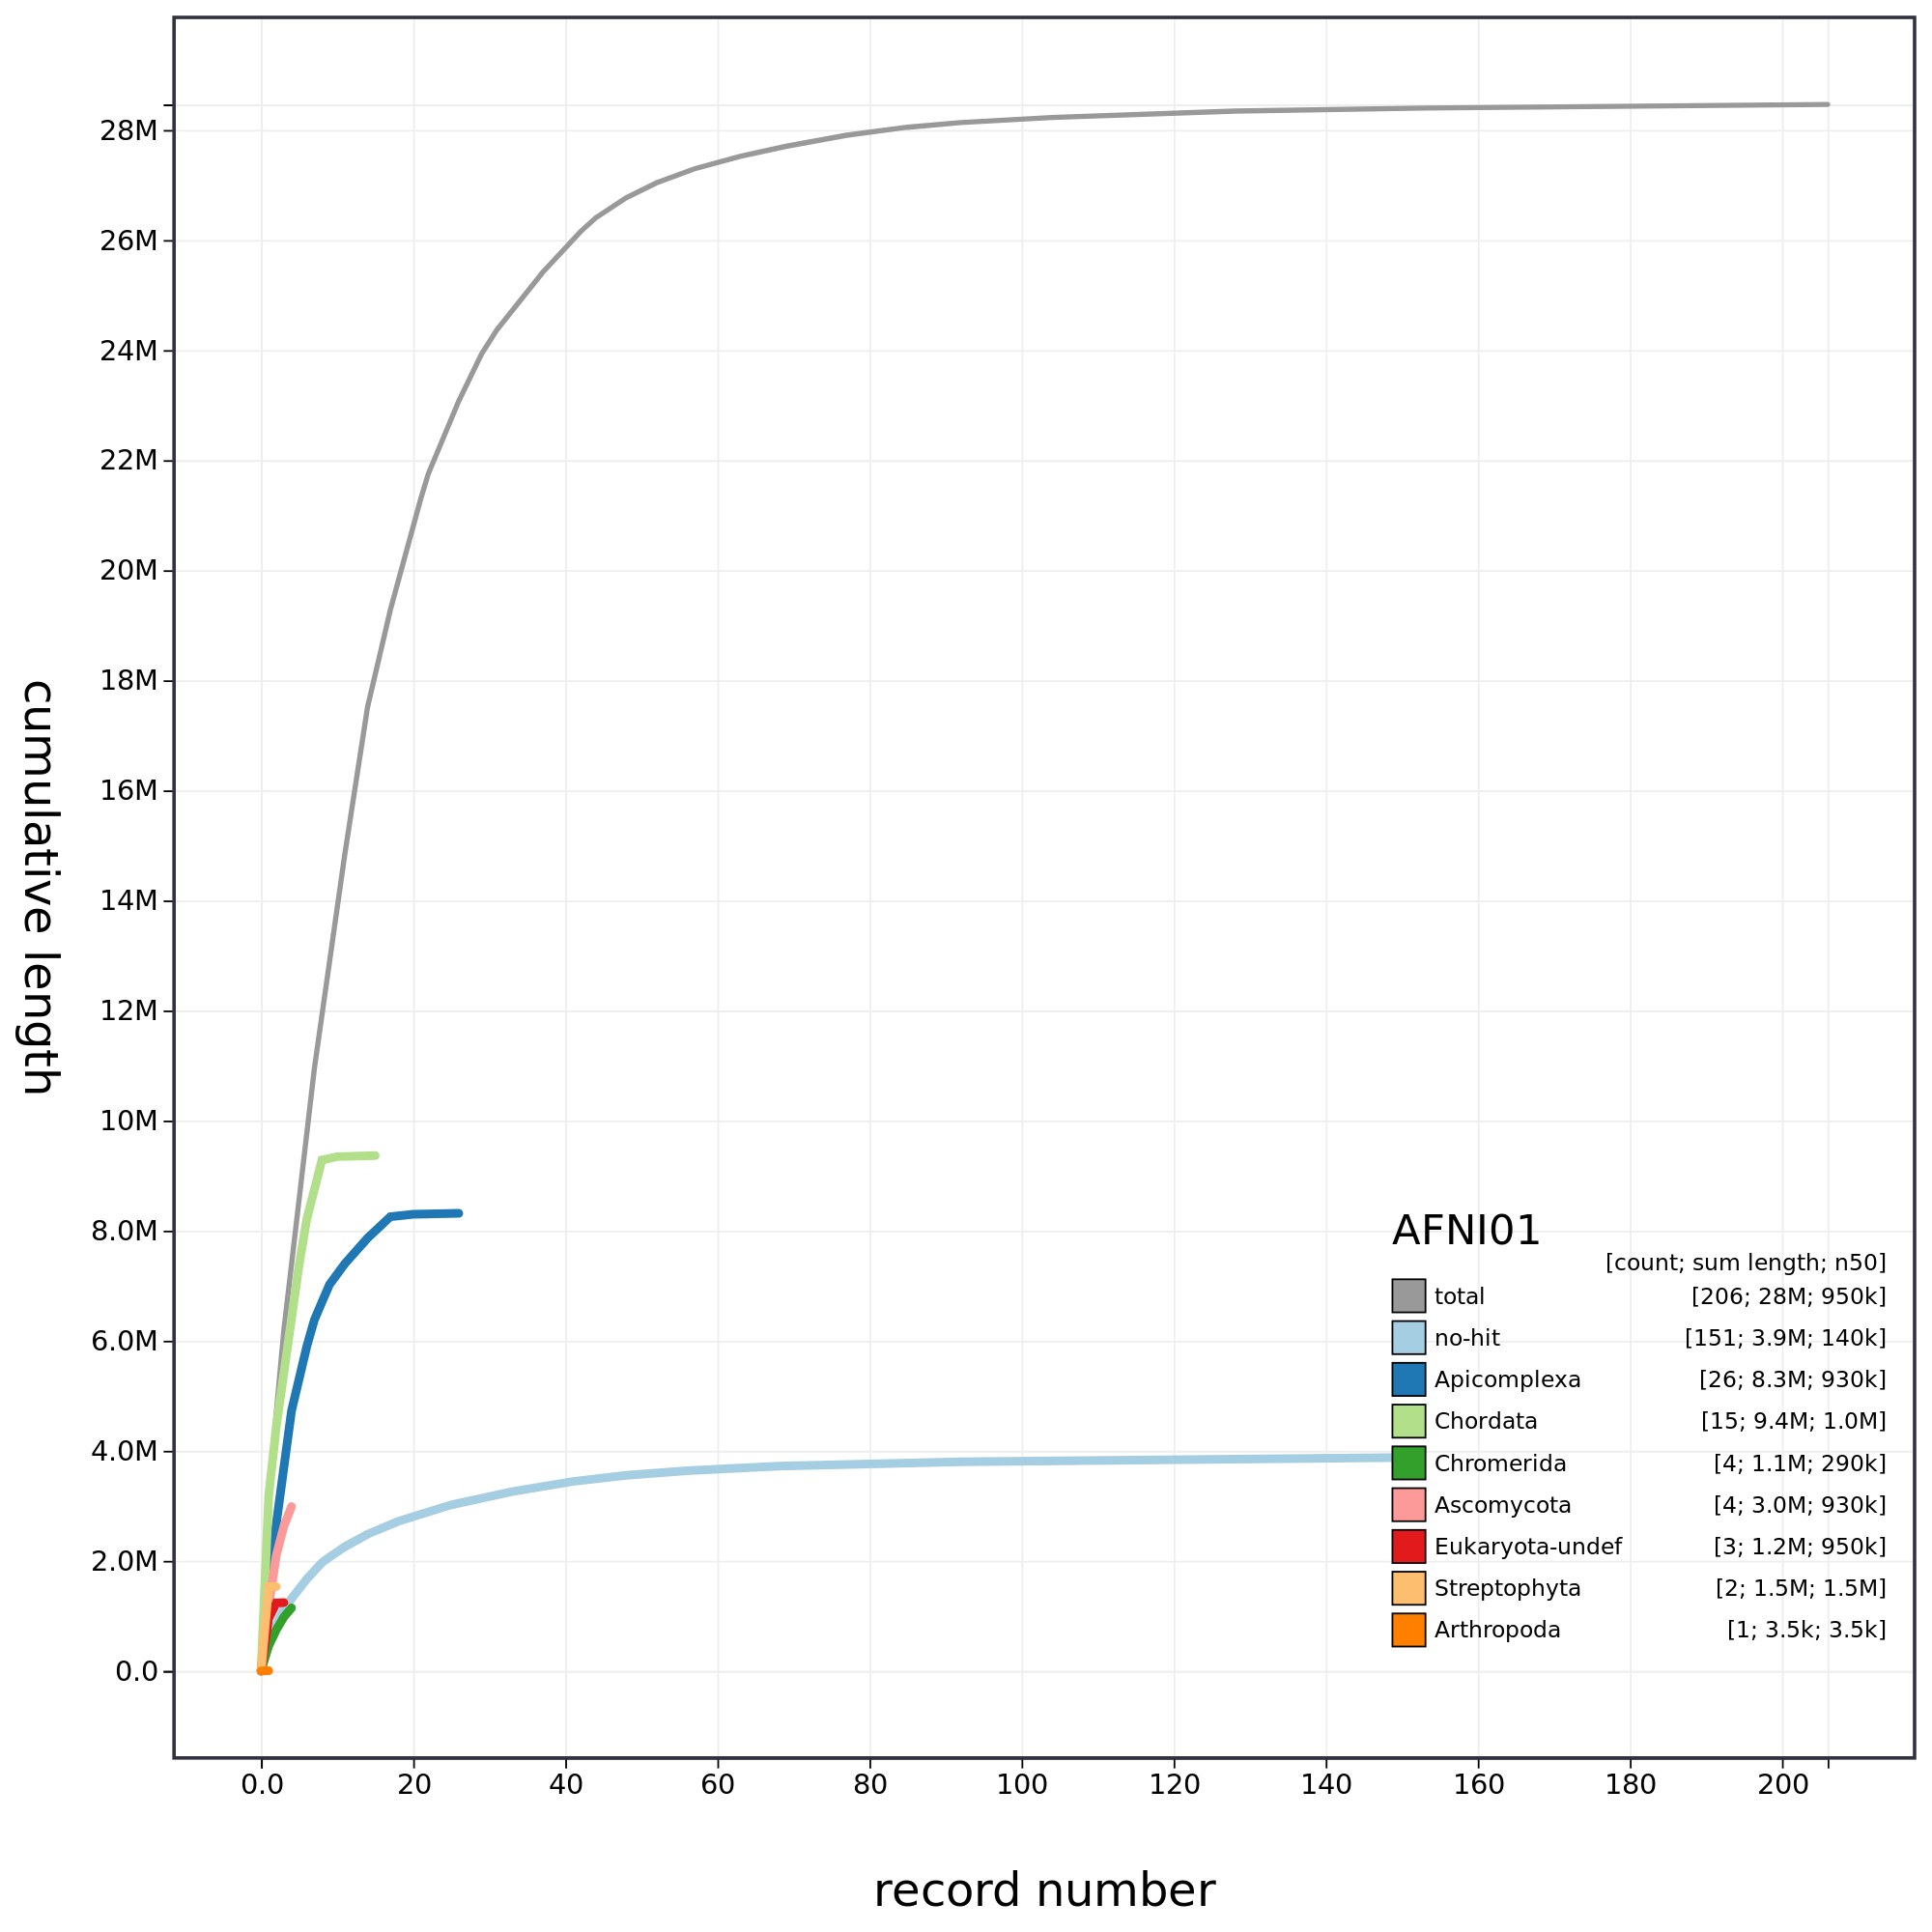 28M
26M
24M
22M
20M
18M
16M
14M
12M
10M
8.0M
6.0M
4.0M
2.0M
0.0
cumulative length
AFNI01
[count; sum length; n50]
total [206; 28M; 950k]
no-hit [151; 3.9M; 140k]
Apicomplexa [26; 8.3M; 930k]
Chordata [15; 9.4M; 1.0M]
Chromerida [4; 1.1M; 290k]
Ascomycota [4; 3.0M; 930k]
Eukaryota-undef [3; 1.2M; 950k]
Streptophyta [2; 1.5M; 1.5M]
Arthropoda [1; 3.5k; 3.5k]
0.0 20 40 60 80 100 120 140 160 180 200
record number